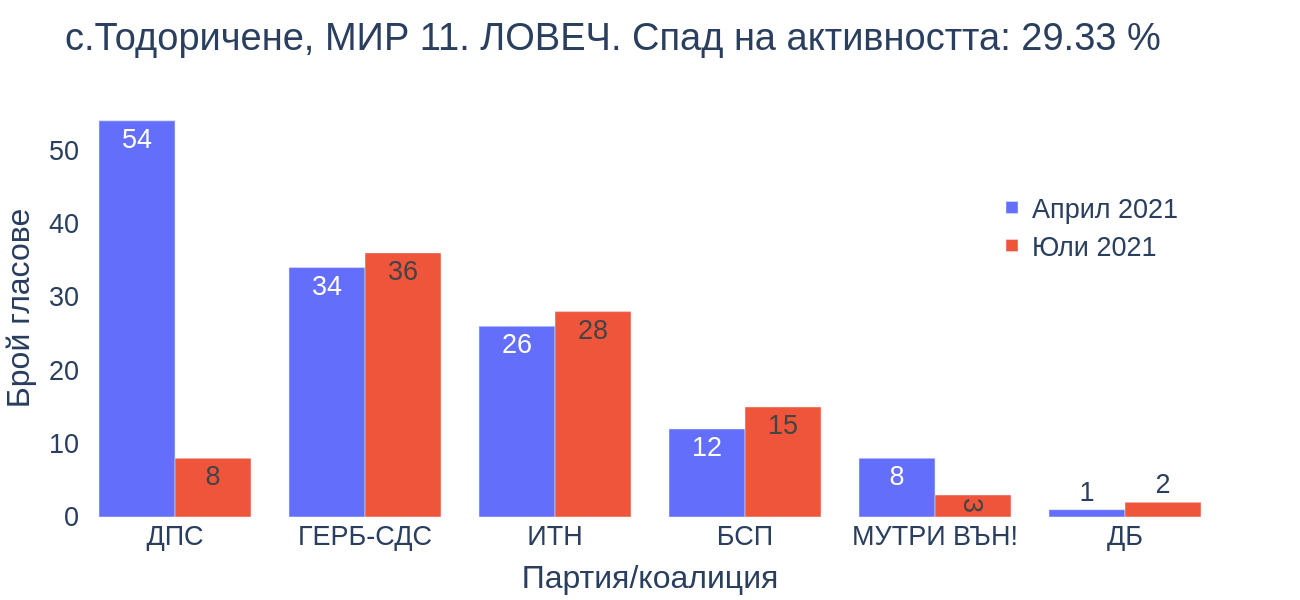 с.Тодоричене, МИР 11. ЛОВЕЧ. Спад на активността: 29.33 %
Брой гласове
50
40
30
20
10
0
54
8
34
36
26
28
12
15
8
3
1
2
Април 2021
Юли 2021
ДПС
ГЕРБ-СДС
ИТН
БСП
МУТРИ ВЪН!
ДБ
Партия/коалиция